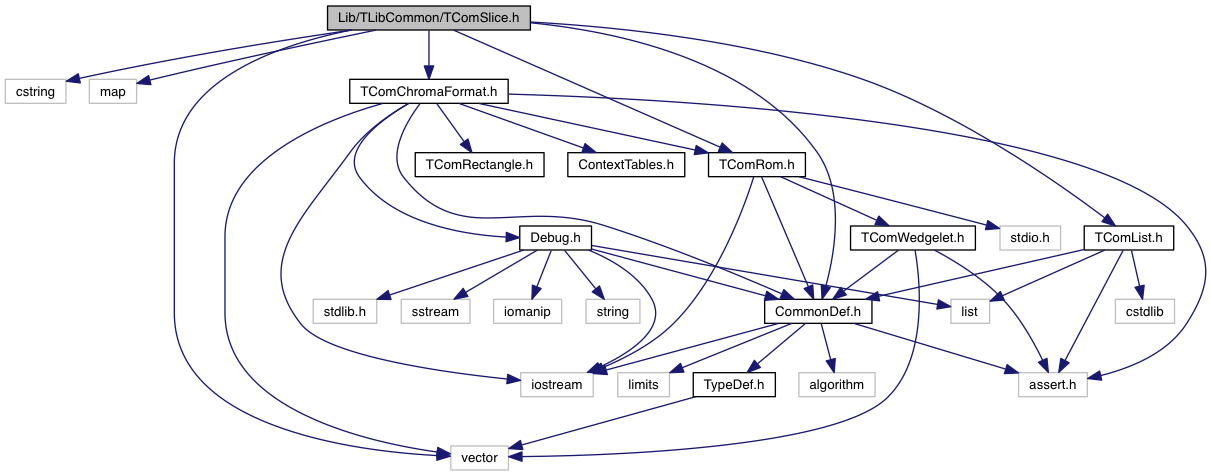 Lib/TLibCommon/TComSlice.h
cstring
map
TComChromaFormat.h
TComRectangle.h
ContextTables.h
TComRom.h
Debug.h
TComWedgelet.h
stdio.h
TComList.h
stdlib.h
sstream
iomanip
string
CommonDef.h
list
cstdlib
iostream
limits
TypeDef.h
algorithm
assert.h
vector